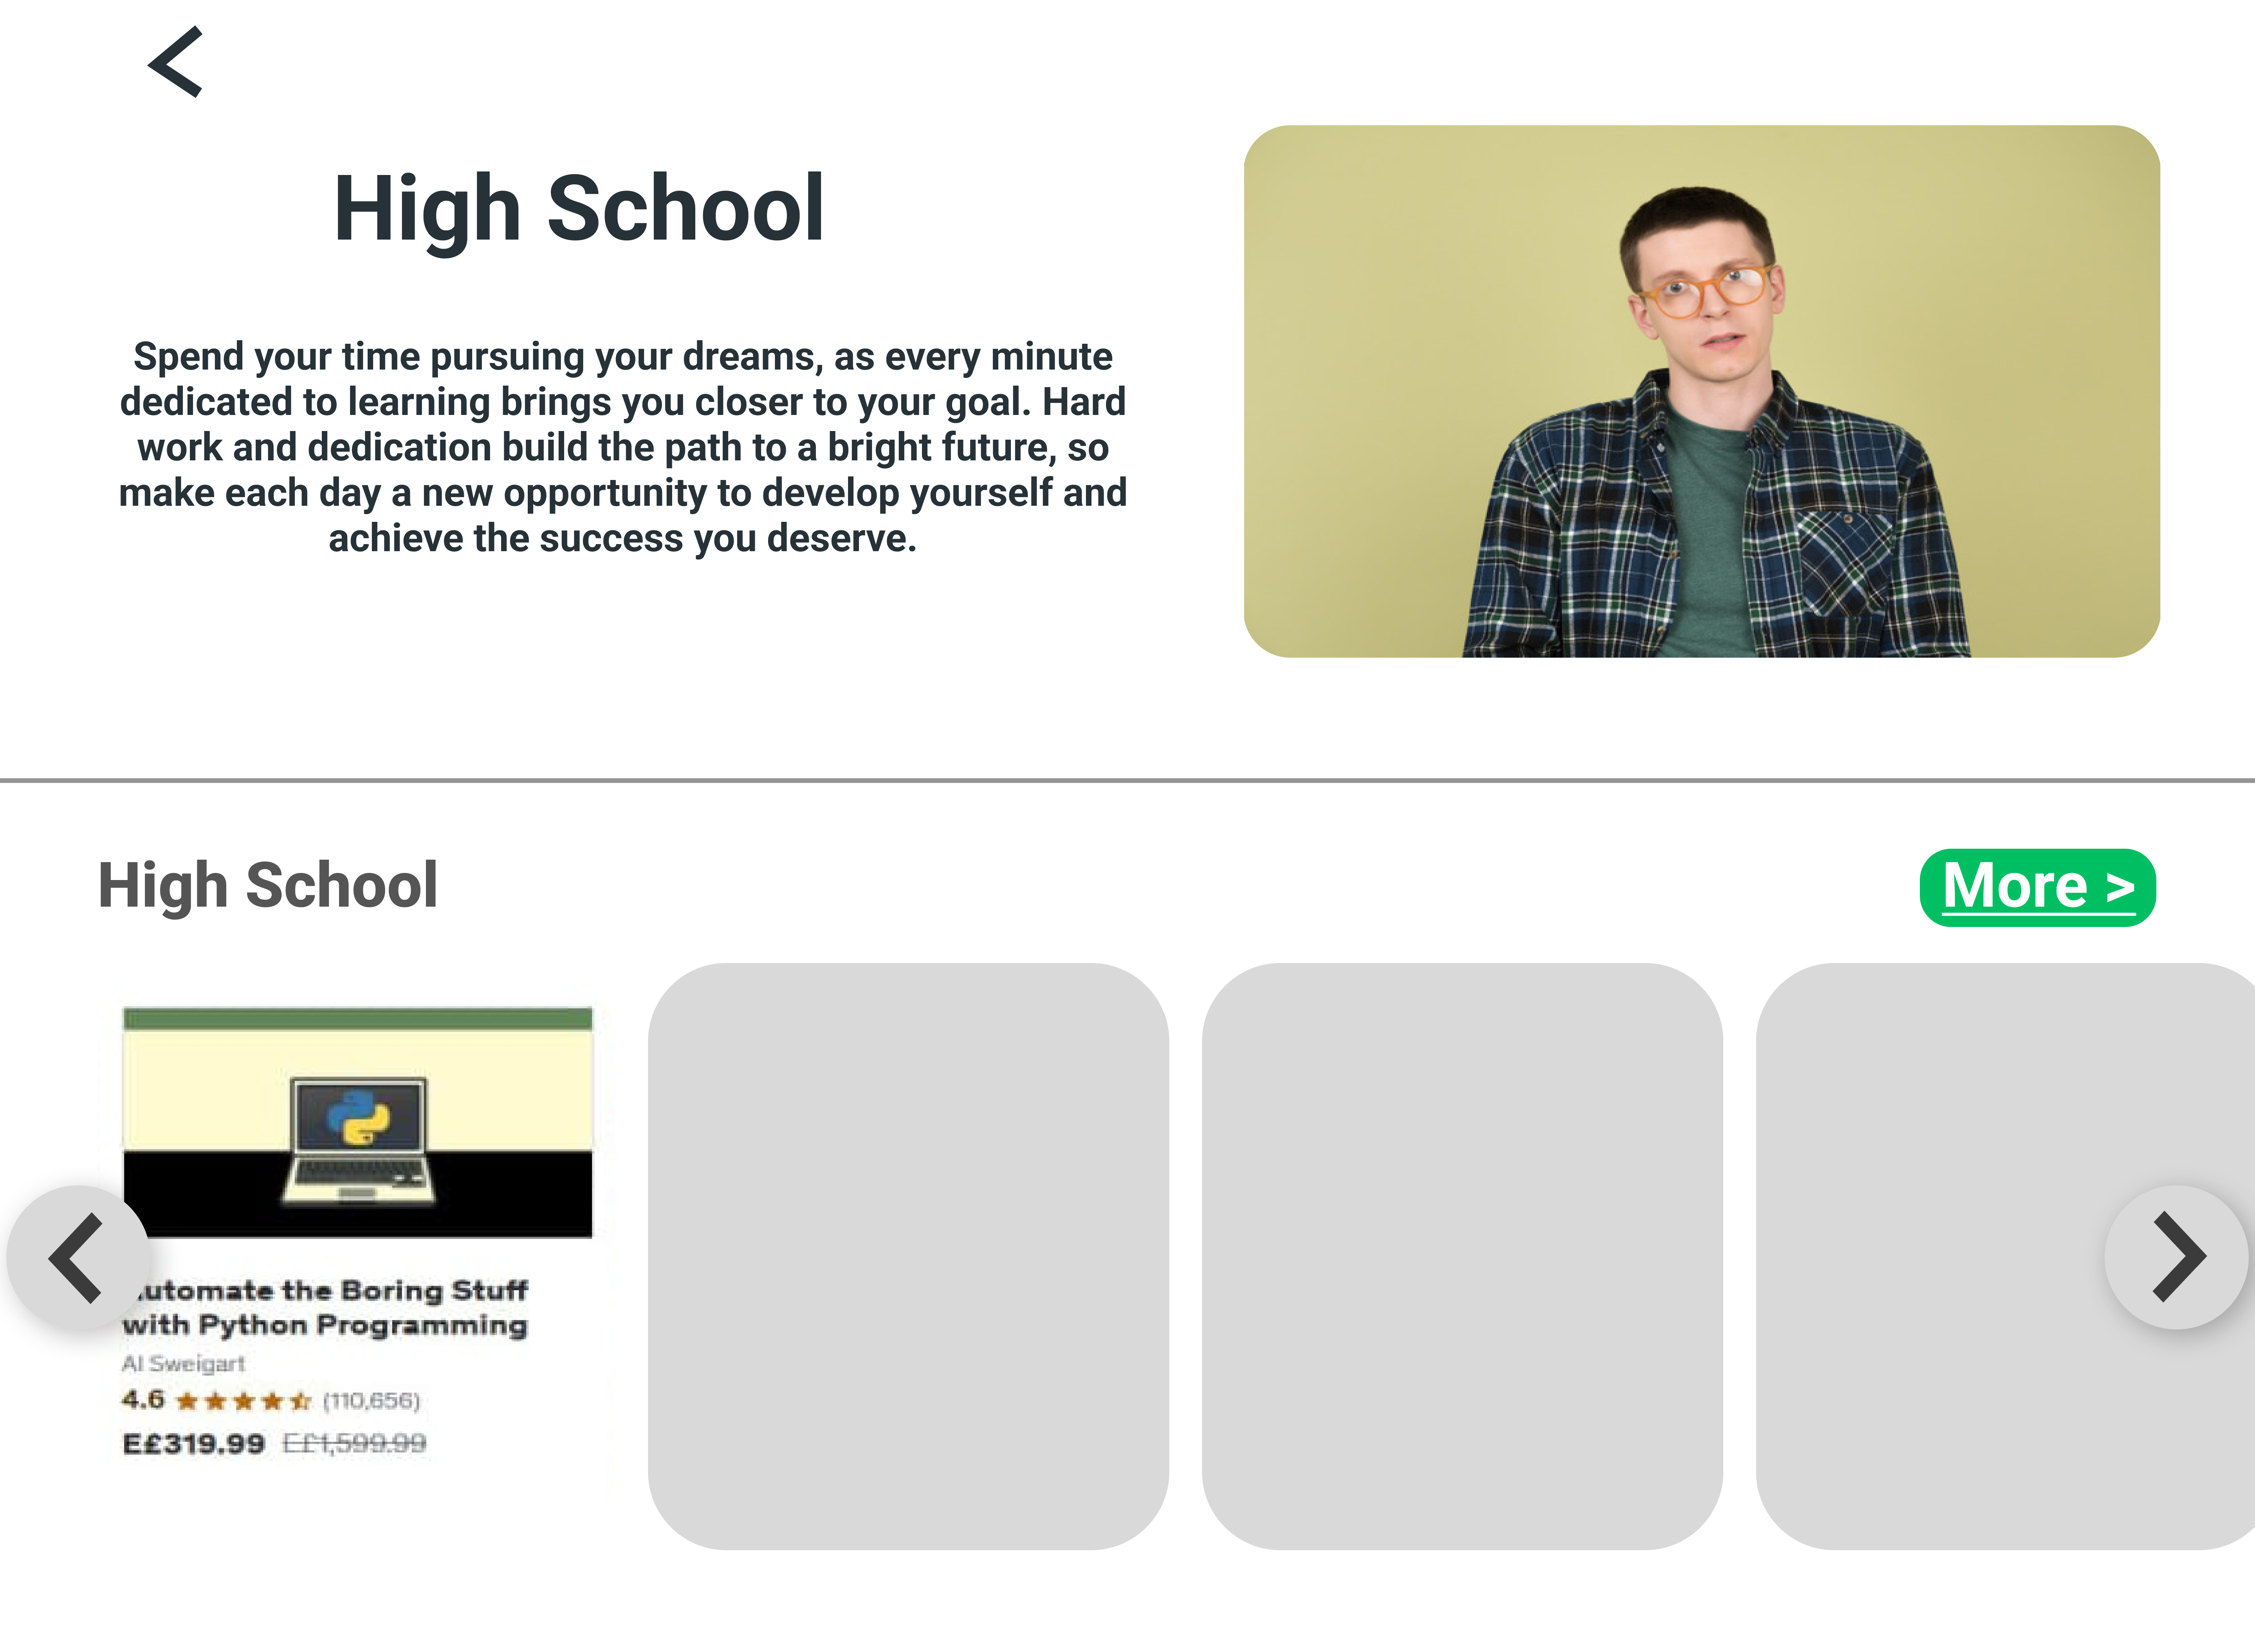 High School
Spend your time pursuing your dreams, as every minute
dedicated to learning brings you closer to your goal. Hard
work and dedication build the path to a bright future, so
make each day a new opportunity to develop yourself and
achieve the success you deserve.
High School
More >
utomate the Boring Stuff
with Python Programming
Al Sweigart
4.6 ★★★★⯪ (110,656)
E£319.99 E£1,599.99